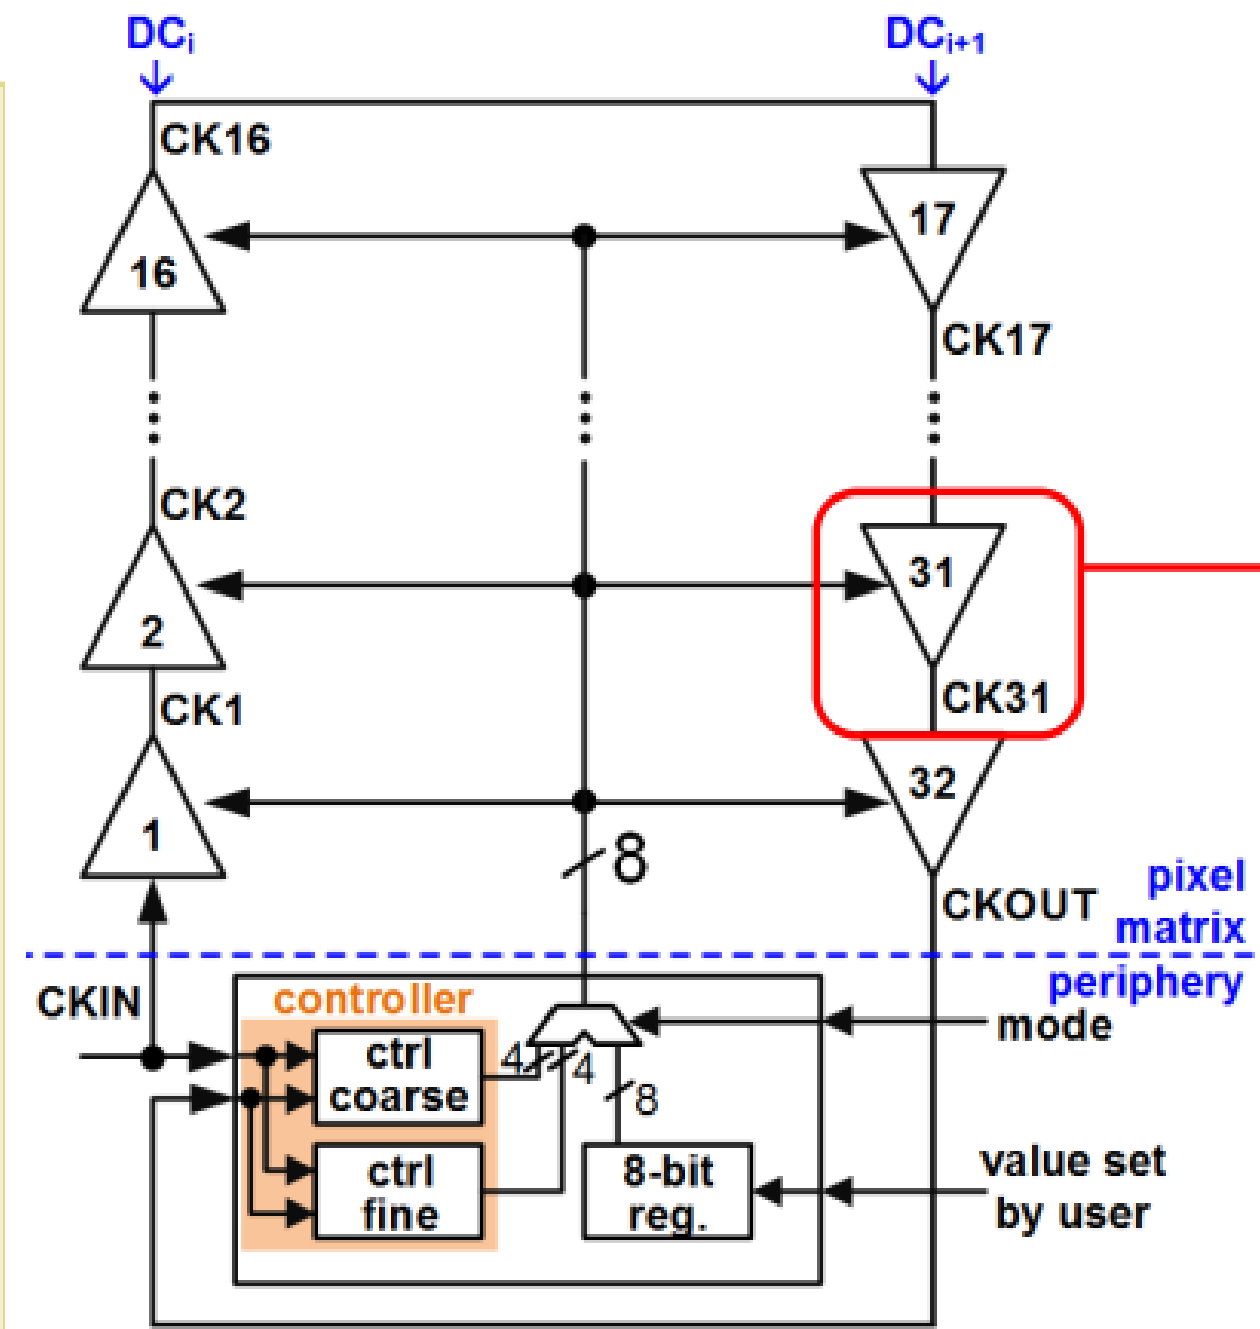 DCi
DCi+1
CK16
17
16
CK17
CK2
31
2
CK31
CK1
32
1
8
pixel
matrix
CKOUT
periphery
CKIN
controller
mode
ctrl
coarse
4
4
8
ctrl
fine
8-bit
reg.
value set
by user